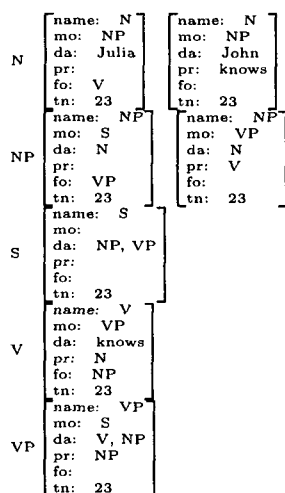 name: N name: N
mo: NP mo: NP
N da: Julia da: John
pr: pr: knows
fo: V fo:
tn: 23 tn: 23
name: NP name: NP
mo: S mo: VP
NP da: N da: N
pr: pr: V
fo: VP fo:
tn: 23 tn: 23
name: S
mo:
S da: NP, VP
pr:
fo:
tn: 23
name: V
mo: VP
V da: knows
pr: N
fo: NP
tn: 23
name: VP
mo: S
VP da: V, NP
pr: NP
fo:
tn: 23